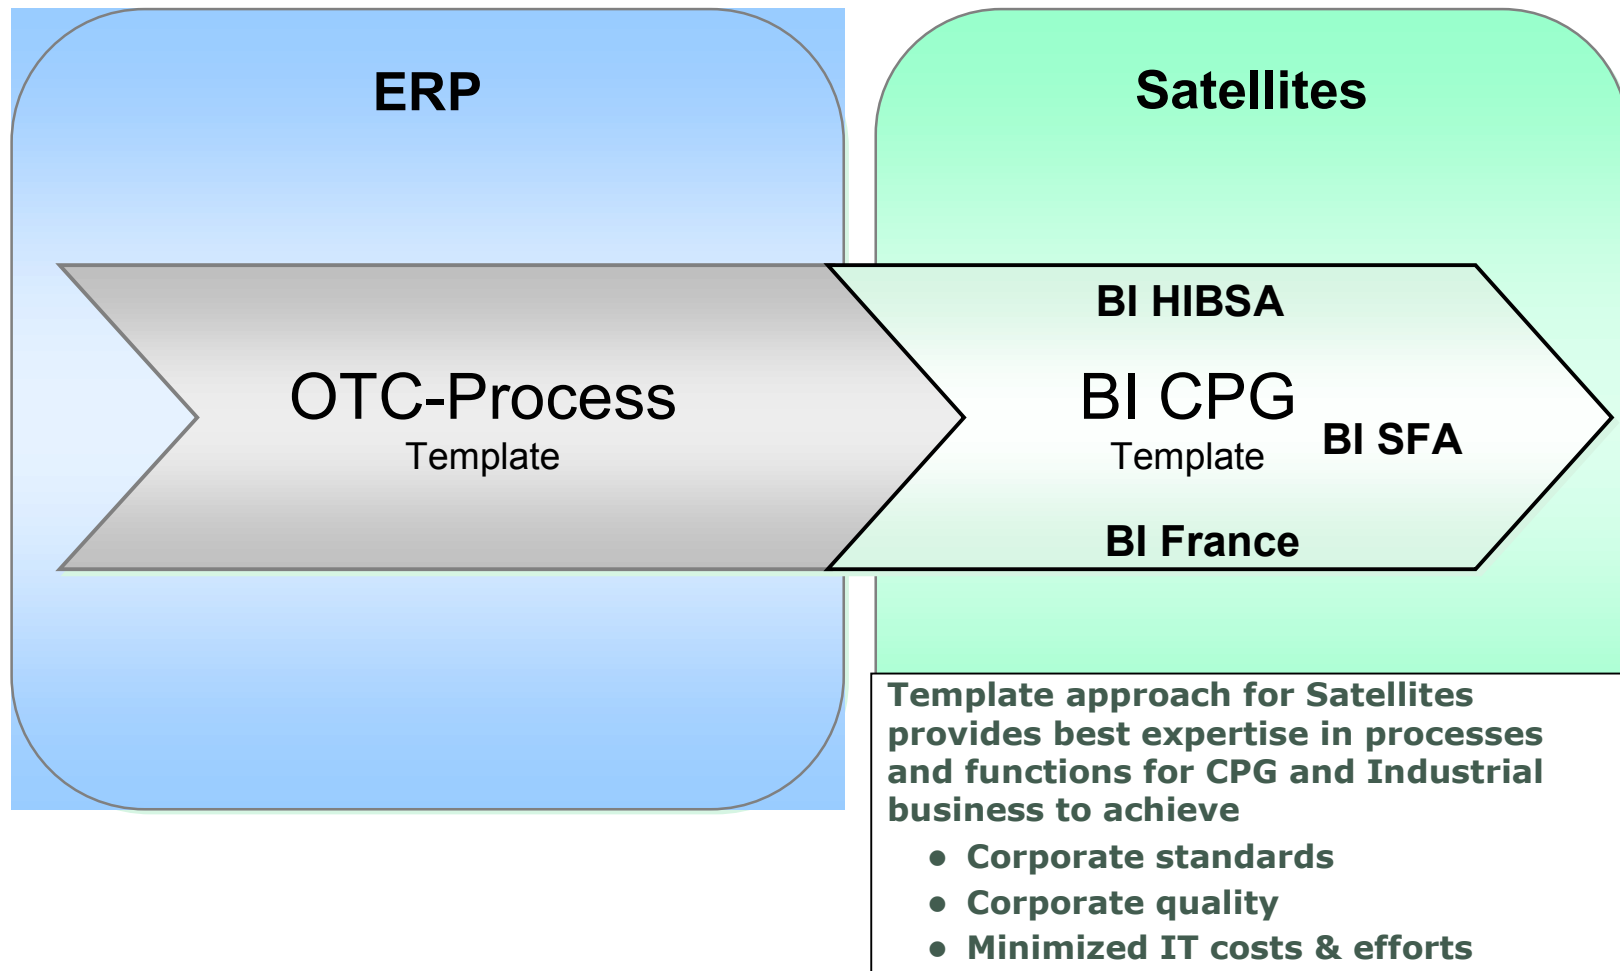 ERP
Satellites
BI HIBSA
OTC-Process
Template
BI CPG
Template
BI SFA
BI France
Template approach for Satellites
provides best expertise in processes
and functions for CPG and Industrial
business to achieve
● Corporate standards
● Corporate quality
● Minimized IT costs & efforts